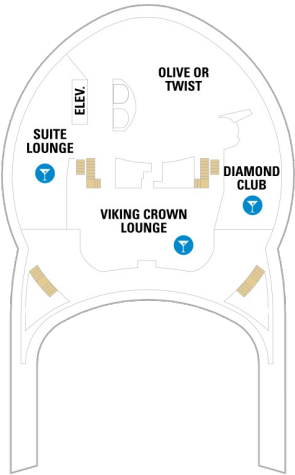 OLIVE OR
TWIST
ELEV.
SUITE
LOUNGE
DIAMOND
CLUB
VIKING CROWN
LOUNGE